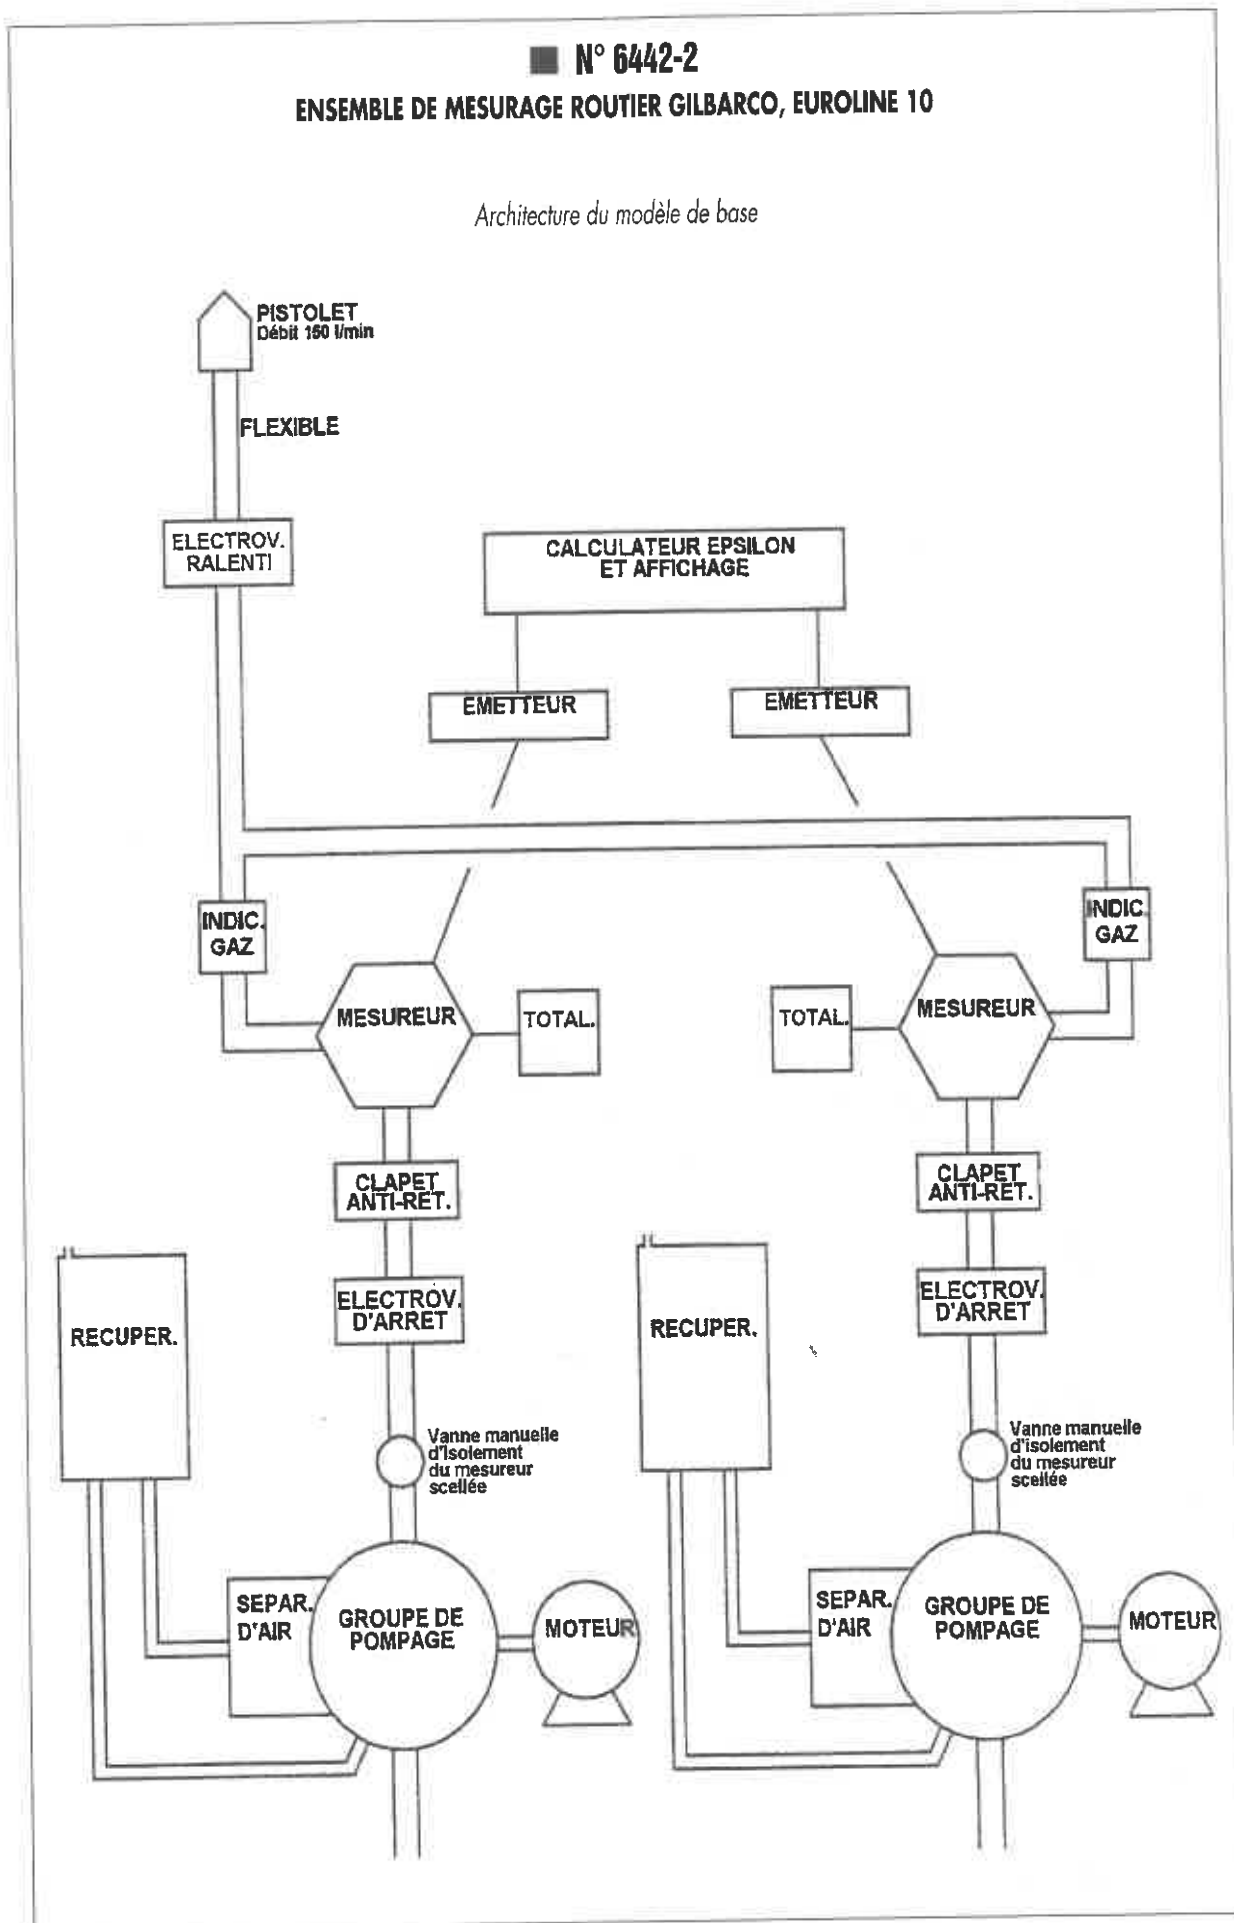 N° 6442-2
ENSEMBLE DE MESURAGE ROUTIER GILBARCO, EUROLINE 10
Architecture du modèle de base
PISTOLET
Débit 150 l/min
FLEXIBLE
ELECTROV.
RALENTI
CALCULATEUR EPSILON
ET AFFICHAGE
EMETTEUR
EMETTEUR
INDIC.
GAZ
INDIC.
GAZ
MESUREUR
TOTAL.
TOTAL.
MESUREUR
CLAPET
ANTI-RET.
CLAPET
ANTI-RET.
ELECTROV.
D'ARRET
ELECTROV.
D'ARRET
RECUPER.
RECUPER.
Vanne manuelle
d'isolement
du mesureur
scellée
Vanne manuelle
d'isolement
du mesureur
scellée
SEPAR.
D'AIR
GROUPE DE
POMPAGE
MOTEUR
SEPAR.
D'AIR
GROUPE DE
POMPAGE
MOTEUR